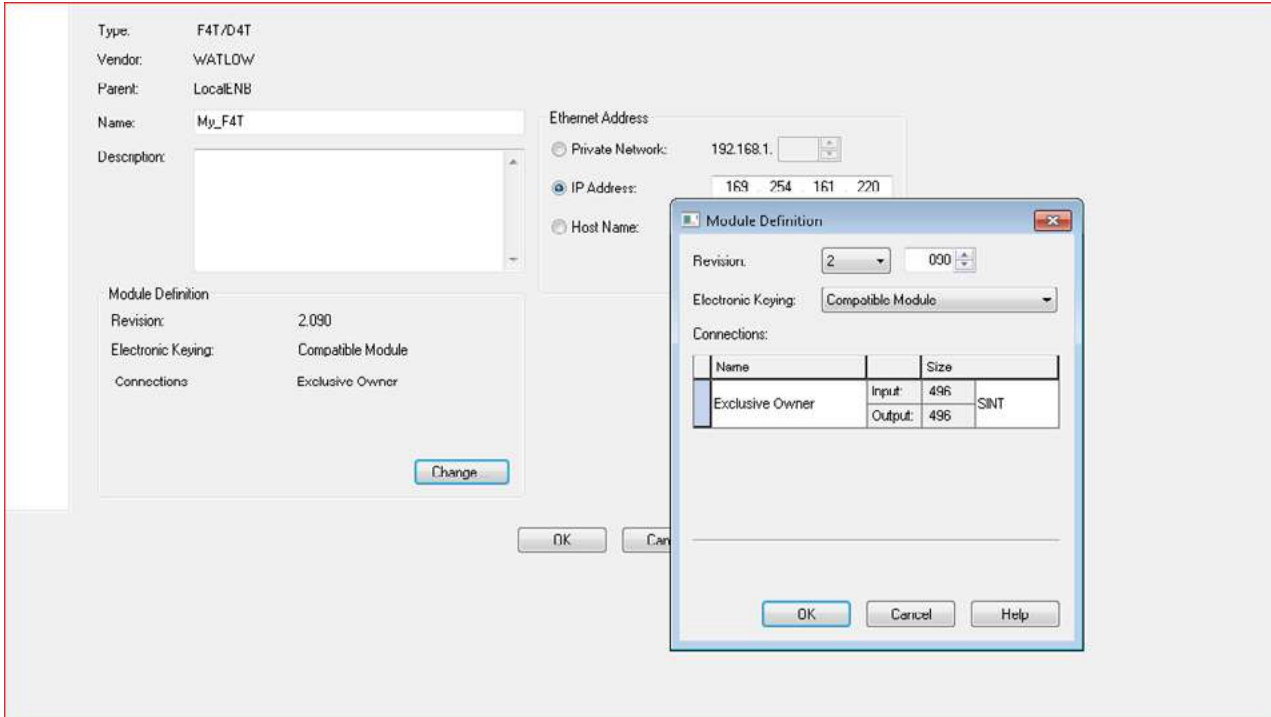 Type: F4T/D4T
Vendor: WATLOW
Parent: LocalENB
Name: My_F4T
Description:
Ethernet Address
Private Network: 192.168.1.
IP Address: 169 . 254 . 161 . 220
Host Name:
Module Definition
Revision: 2.090
Electronic Keying: Compatible Module
Connections Exclusive Owner
Change ...
OK
Can
Module Definition
Revision: 2 090
Electronic Keying: Compatible Module
Connections:
Name Size
Exclusive Owner Input: 496 SINT
Output: 496
OK Cancel Help